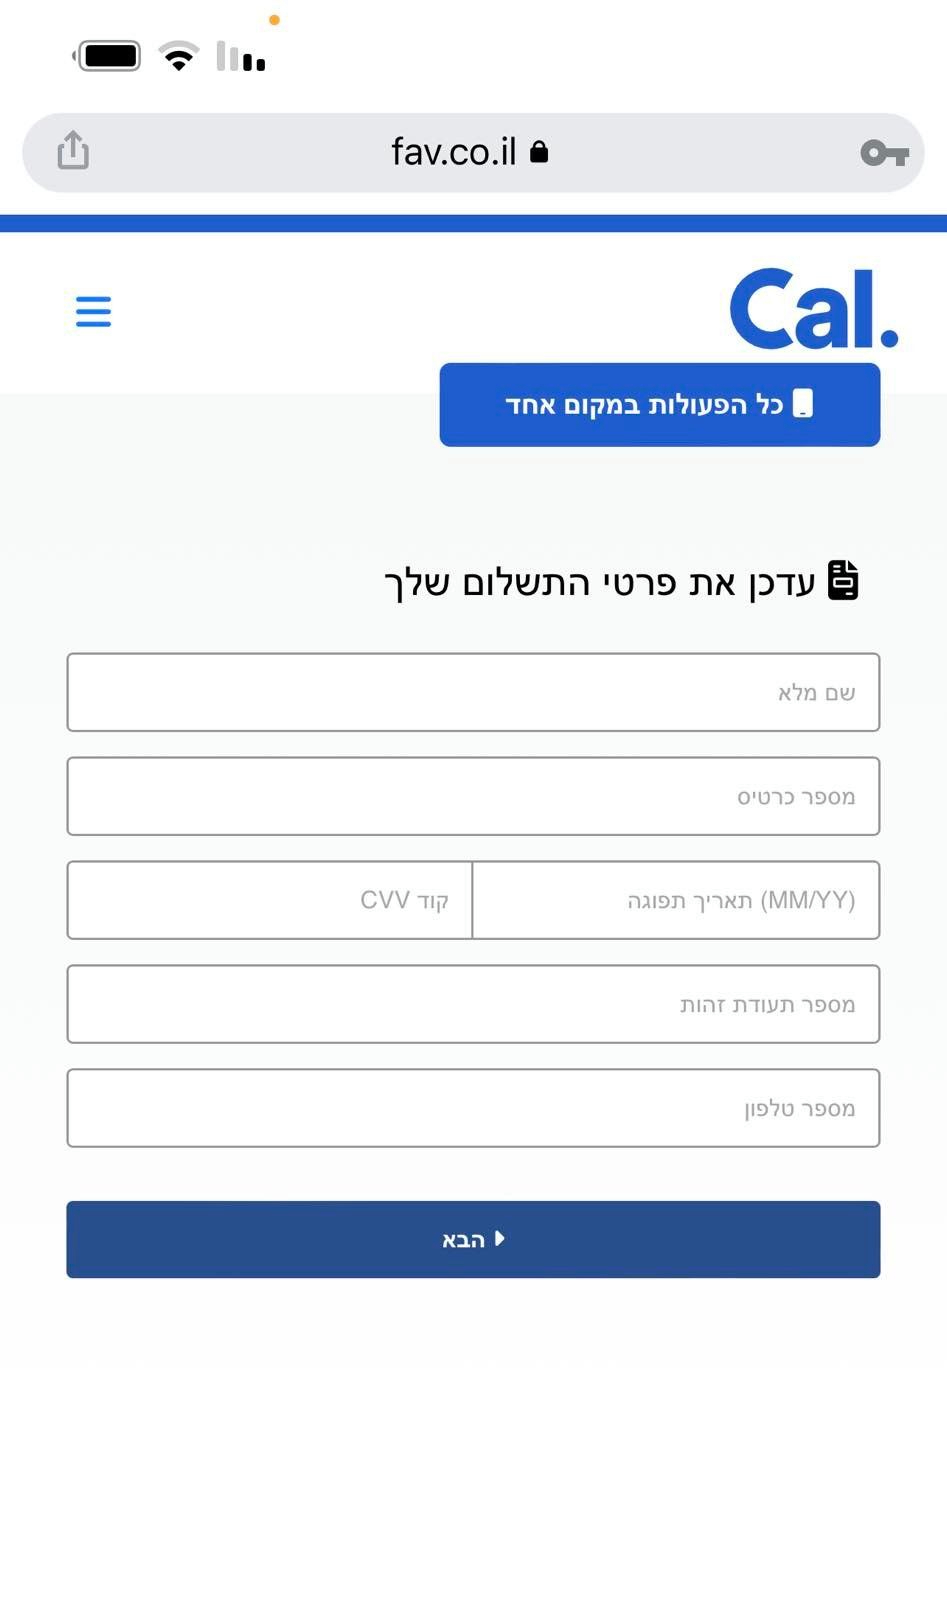 fav.co.il
Cal.
כל הפעולות במקום אחד
עדכן את פרטי התשלום שלך
שם מלא
מספר כרטיס
(MM/YY) תאריך תפוגה
קוד CVV
מספר תעודת זהות
מספר טלפון
הבא